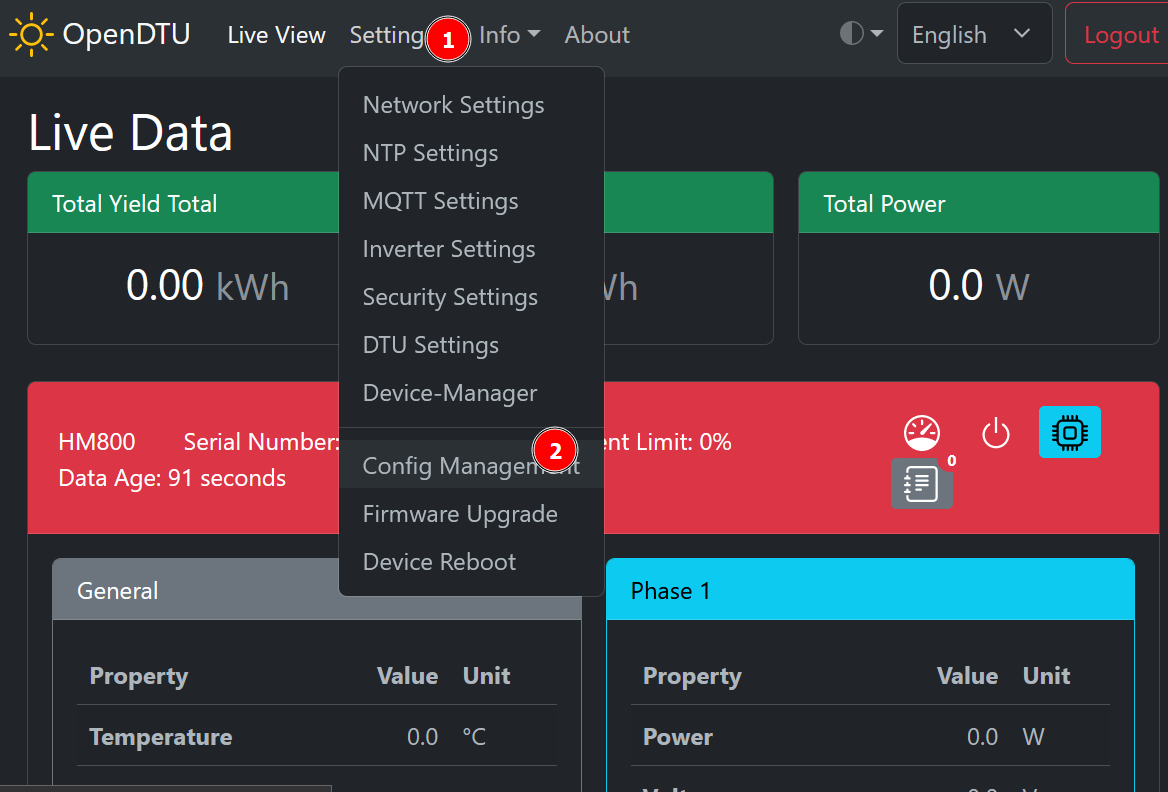 OpenDTU Live View Setting 1 Info About English Logout
Network Settings
Live Data
NTP Settings
MQTT Settings
Total Yield Total
Total Power
Inverter Settings
0.00 kWh
Wh
0.0 W
Security Settings
DTU Settings
Device-Manager
HM800 Serial Number: ent Limit: 0%
2
0
Config Management
Data Age: 91 seconds
Firmware Upgrade
Device Reboot
General
Phase 1
Property Value Unit
Property Value Unit
Temperature 0.0 °C
Power 0.0 W